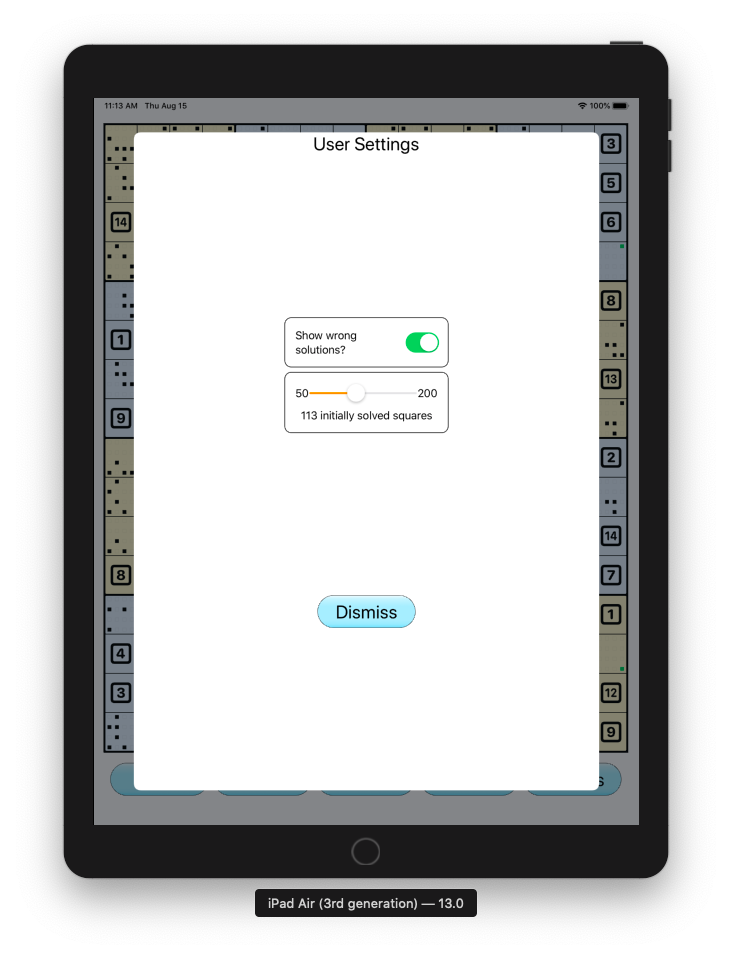 11:13 AM Thu Aug 15
100%
User Settings
3
5
14
6
8
1
13
9
2
14
8
7
1
4
3
12
9
Show wrong
solutions?
50
200
113 initially solved squares
Dismiss
s
iPad Air (3rd generation) — 13.0